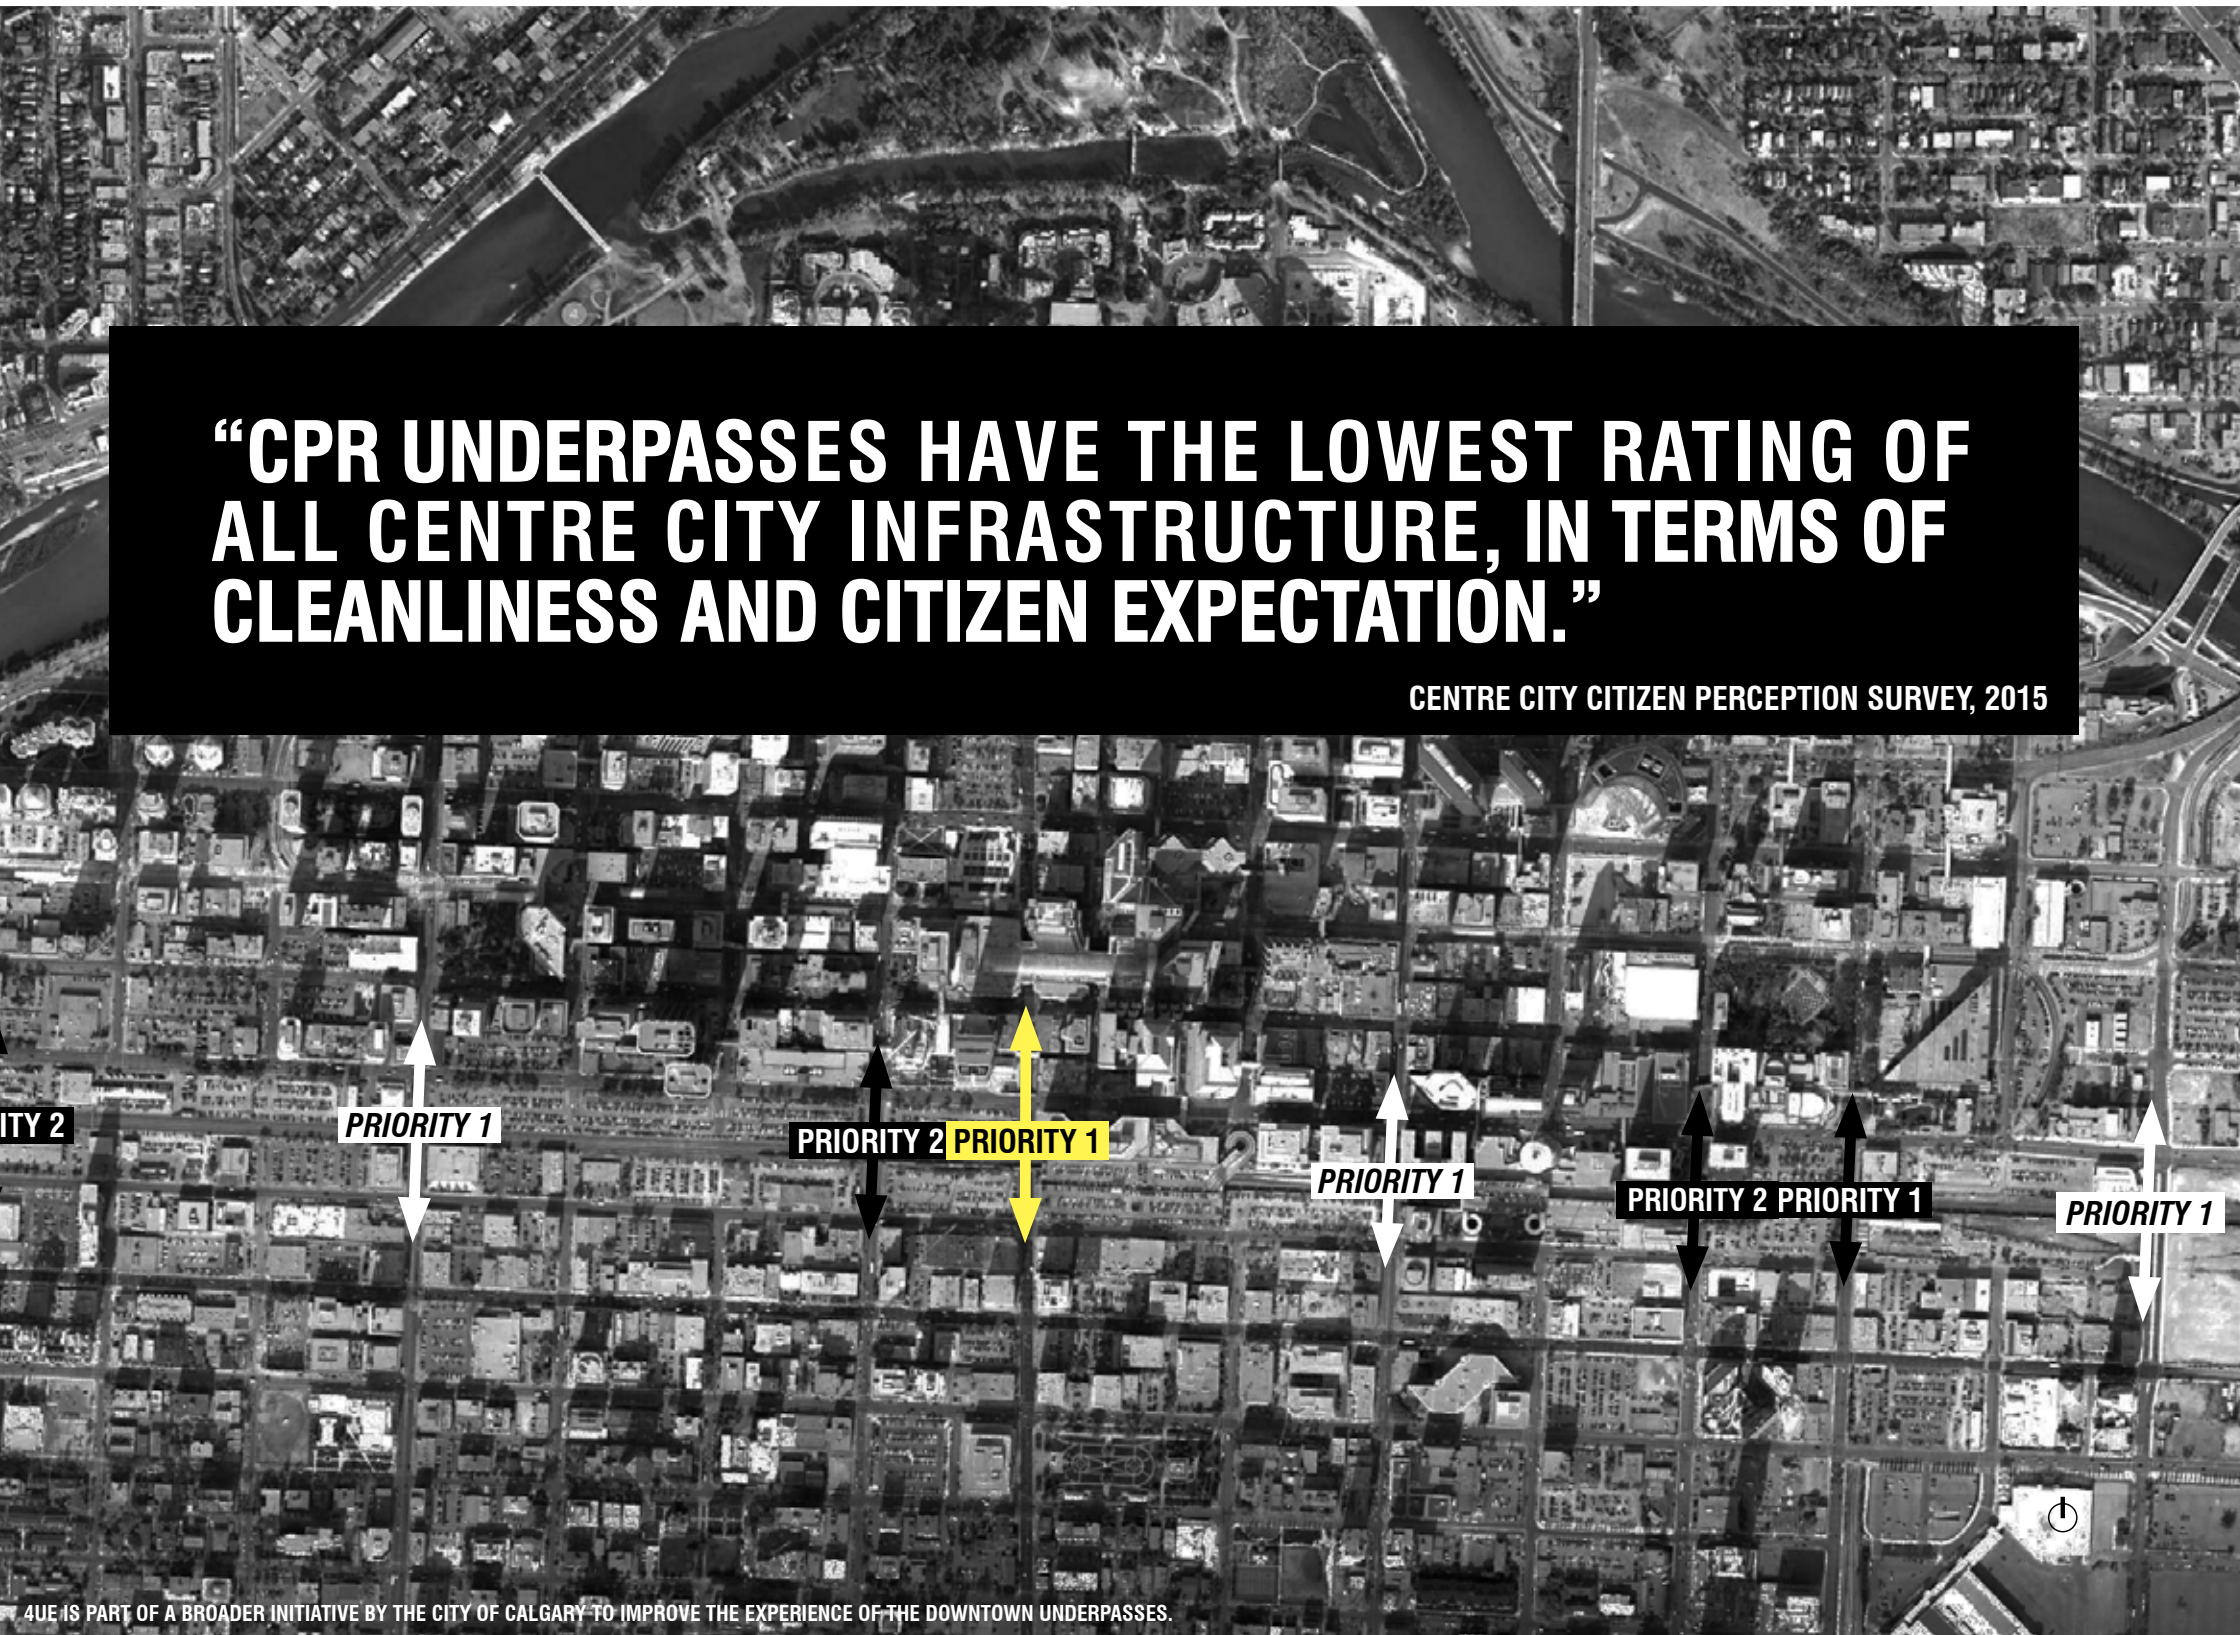 “CPR UNDERPASSES HAVE THE LOWEST RATING OF
ALL CENTRE CITY INFRASTRUCTURE, IN TERMS OF
CLEANLINESS AND CITIZEN EXPECTATION.”
CENTRE CITY CITIZEN PERCEPTION SURVEY, 2015
ITY 2
PRIORITY 1
PRIORITY 2
PRIORITY 1
PRIORITY 1
PRIORITY 2
PRIORITY 1
PRIORITY 1
4UE IS PART OF A BROADER INITIATIVE BY THE CITY OF CALGARY TO IMPROVE THE EXPERIENCE OF THE DOWNTOWN UNDERPASSES.